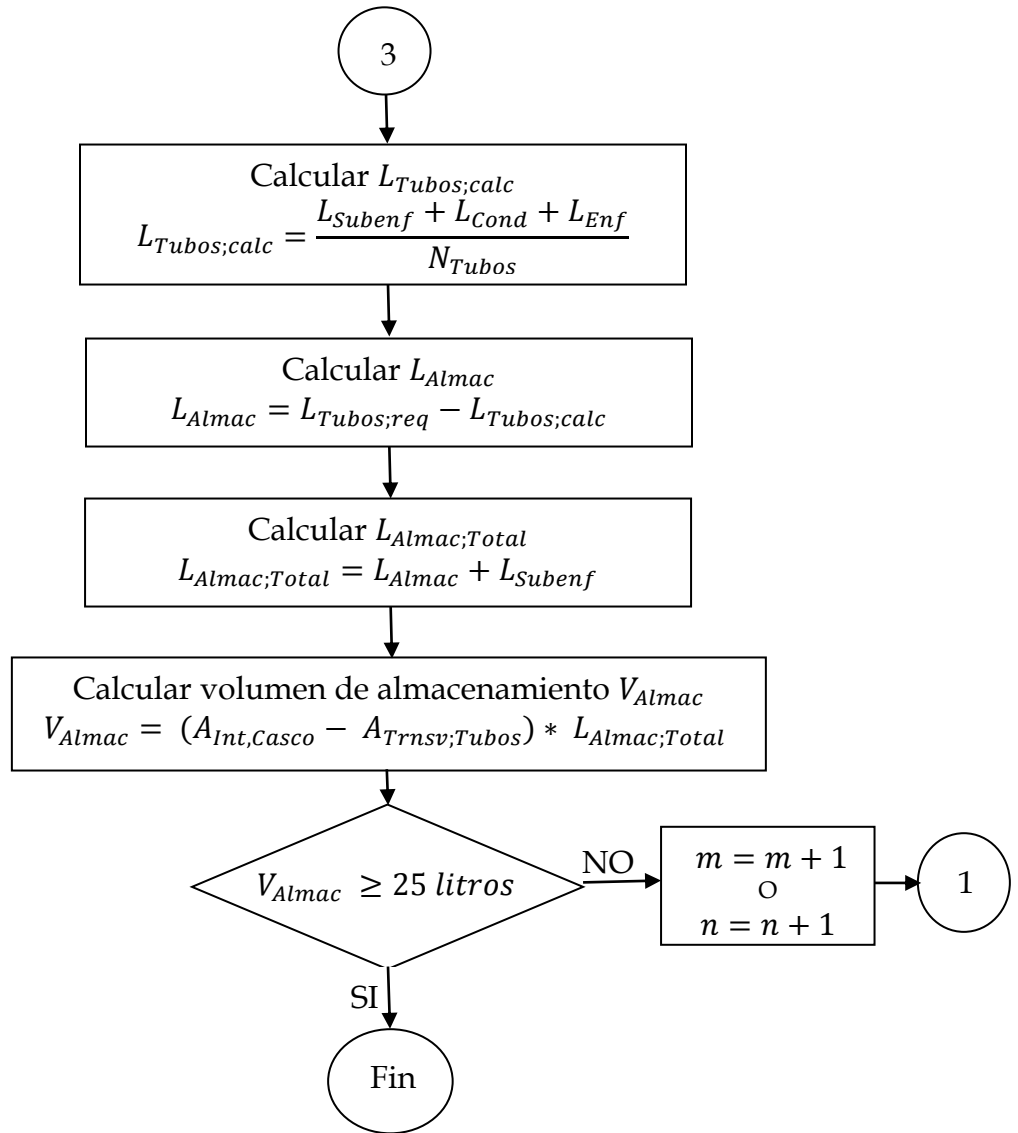 3
Calcular L_{Tubos;calc}
L_{Tubos;calc} = \frac{L_{Subenf} + L_{Cond} + L_{Enf}}{N_{Tubos}}
Calcular L_{Almac}
L_{Almac} = L_{Tubos;req} − L_{Tubos;calc}
Calcular L_{Almac;Total}
L_{Almac;Total} = L_{Almac} + L_{Subenf}
Calcular volumen de almacenamiento V_{Almac}
V_{Almac} = (A_{Int,Casco} − A_{Trnsv;Tubos}) ∗ L_{Almac;Total}
V_{Almac} ≥ 25 litros
NO
m = m + 1
O
n = n + 1
1
SI
Fin